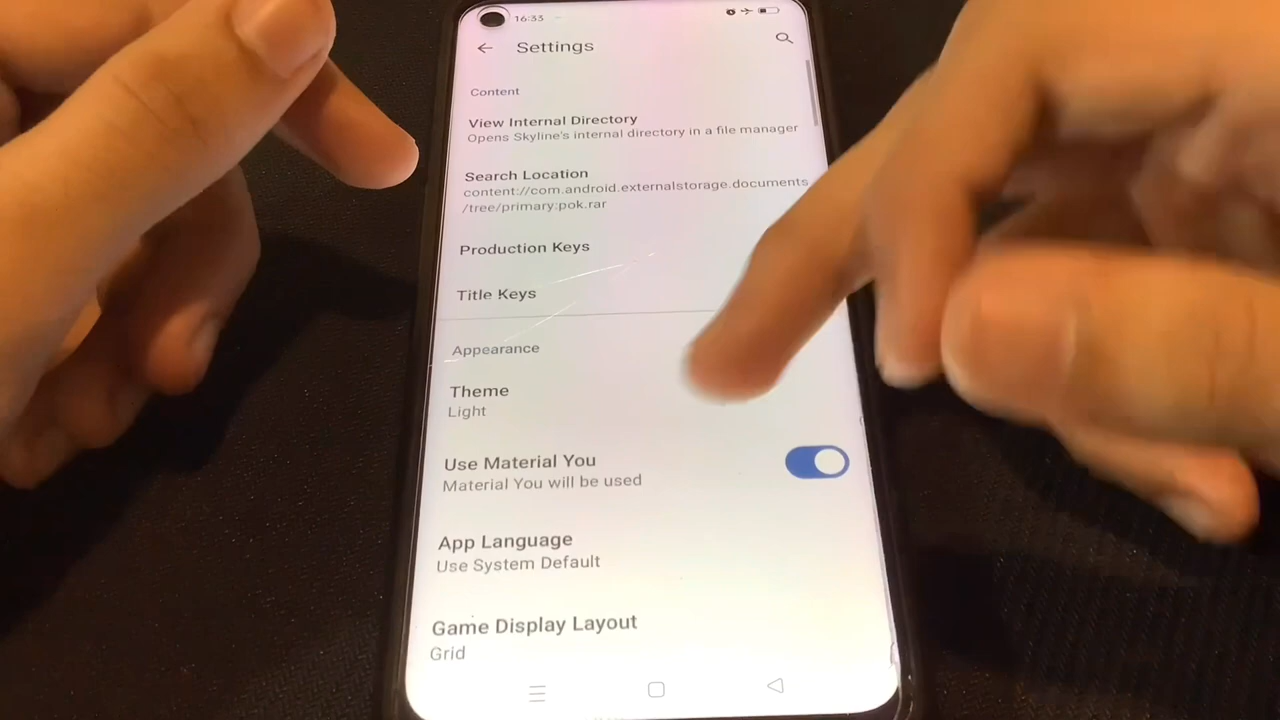 16:33
Settings
Content
View Internal Directory
Opens Skyline's internal directory in a file manager
Search Location
content://com.android.externalstorage.documents
/tree/primary:pok.rar
Production Keys
Title Keys
Appearance
Theme
Light
Use Material You
Material You will be used
App Language
Use System Default
Game Display Layout
Grid